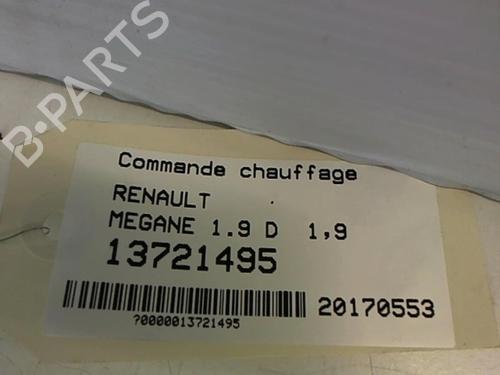 B-PARTS
Commande chauffage
RENAULT
MEGANE 1.9 D 1,9
13721495
20170553
?0000013721495